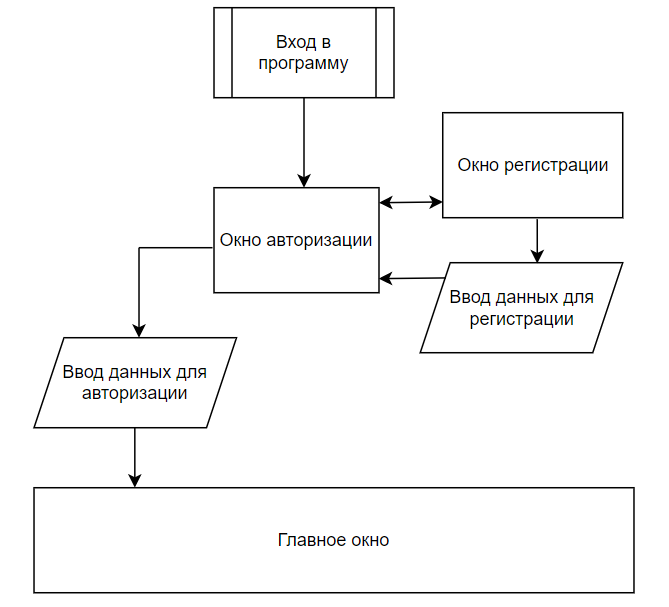 Вход в
программу
Окно регистрации
Окно авторизации
Ввод данных для
регистрации
Ввод данных для
авторизации
Главное окно